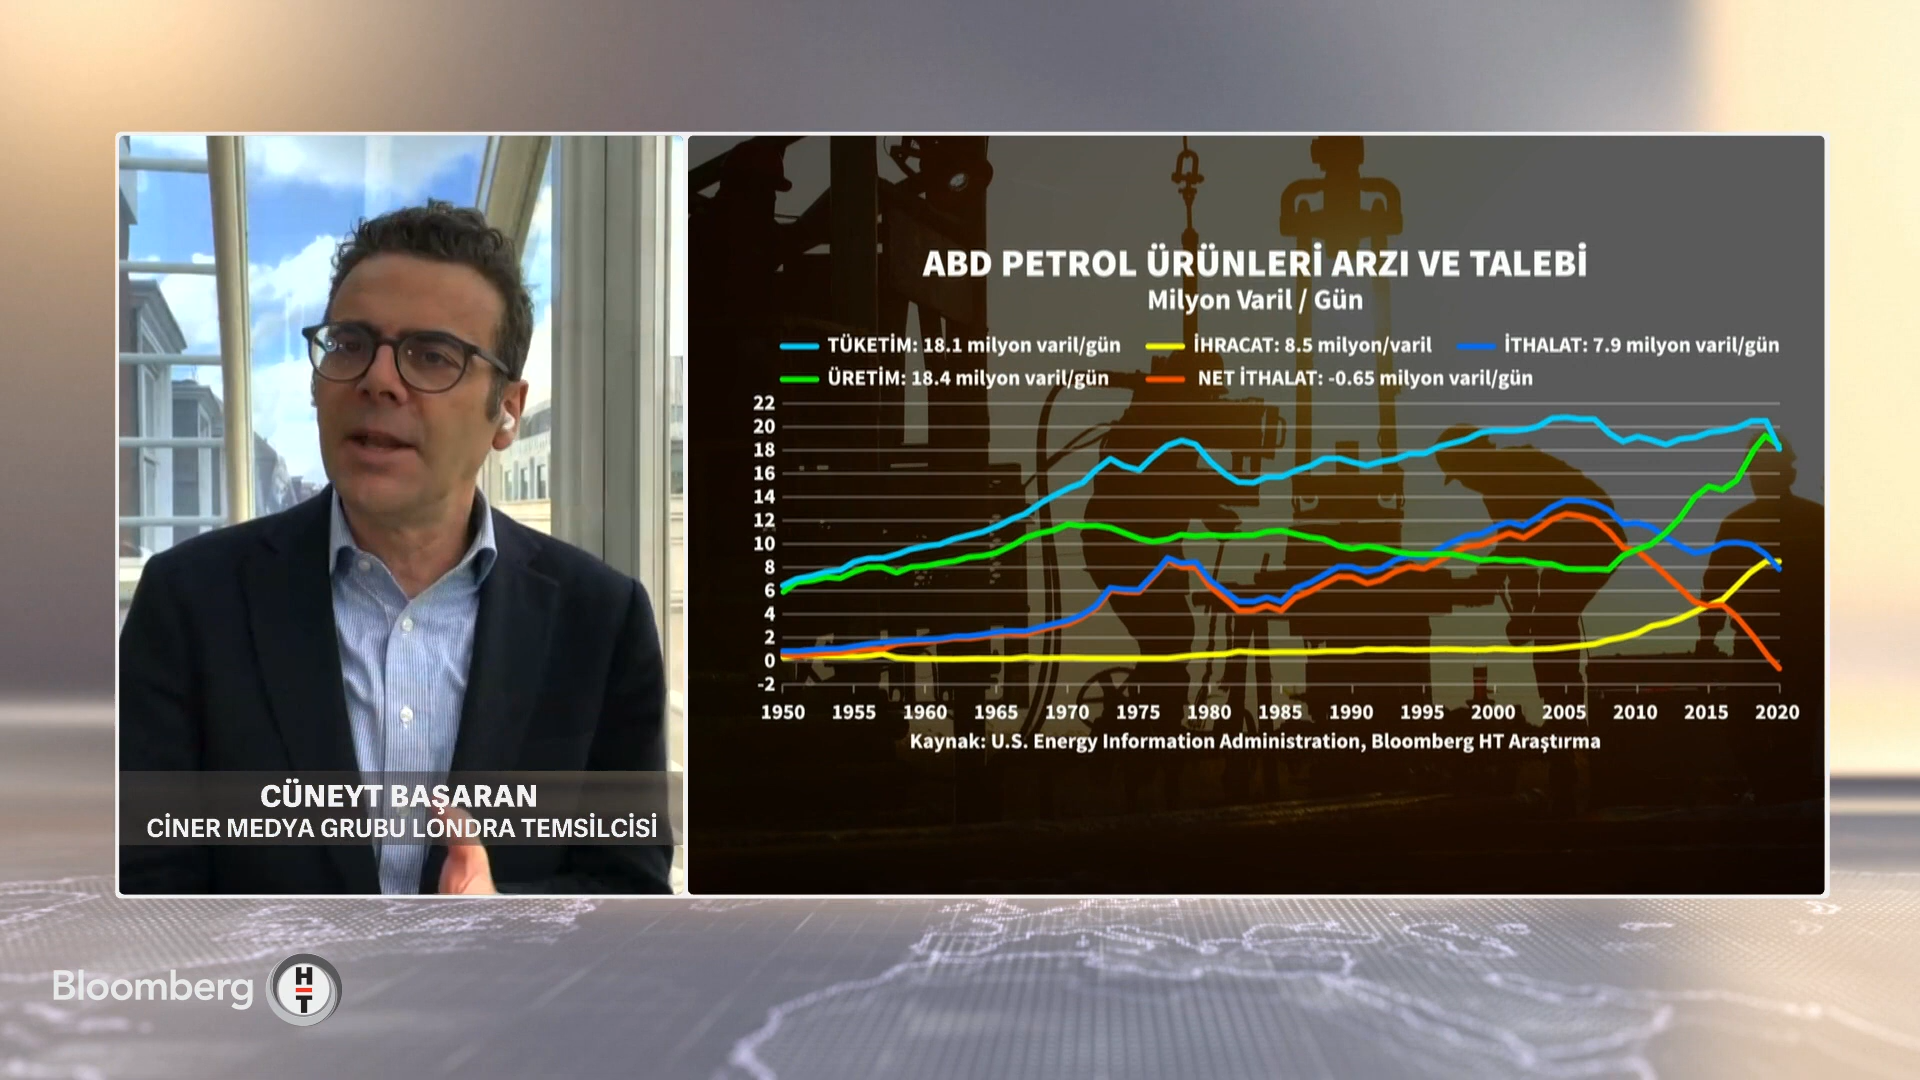 ABD PETROL ÜRÜNLERİ ARZI VE TALEBİ
Milyon Varil / Gün
TÜKETİM: 18.1 milyon varil/gün İHRACAT: 8.5 milyon/varil İTHALAT: 7.9 milyon varil/gün
ÜRETİM: 18.4 milyon varil/gün NET İTHALAT: -0.65 milyon varil/gün
22
20
18
16
14
12
10
8
6
4
2
0
-2
1950 1955 1960 1965 1970 1975 1980 1985 1990 1995 2000 2005 2010 2015 2020
Kaynak: U.S. Energy Information Administration, Bloomberg HT Araştırma
CÜNEYT BAŞARAN
CİNER MEDYA GRUBU LONDRA TEMSİLCİSİ
Bloomberg HT